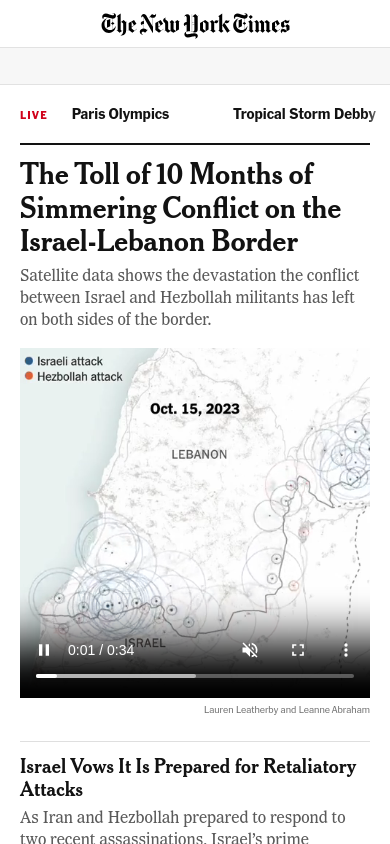 The New York Times
LIVE
Paris Olympics
Tropical Storm Debby
The Toll of 10 Months of
Simmering Conflict on the
Israel-Lebanon Border
Satellite data shows the devastation the conflict
between Israel and Hezbollah militants has left
on both sides of the border.
Israeli attack
Hezbollah attack
Oct. 15, 2023
LEBANON
ISRAEL
0:01 / 0:34
Lauren Leatherby and Leanne Abraham
Israel Vows It Is Prepared for Retaliatory
Attacks
As Iran and Hezbollah prepared to respond to
two recent assassinations, Israel's prime